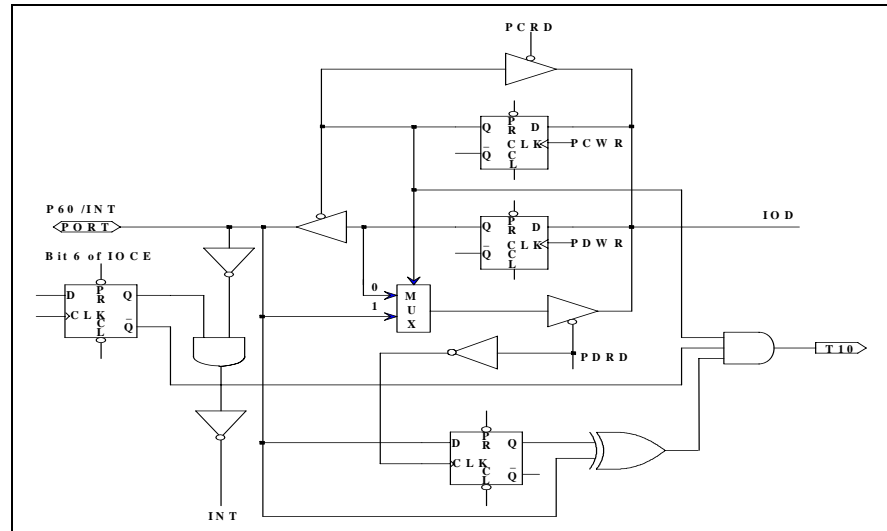 PCRD
Q PR D
CLK PCWR
Q CL
P60 /INT
PORT
Q PR D
CLK PDWR
Q CL
IOD
Bit 6 of IOCE
D PR Q
CLK
CL Q
0
1
MUX
PDRD
T10
D PR Q
CLK
CL Q
INT